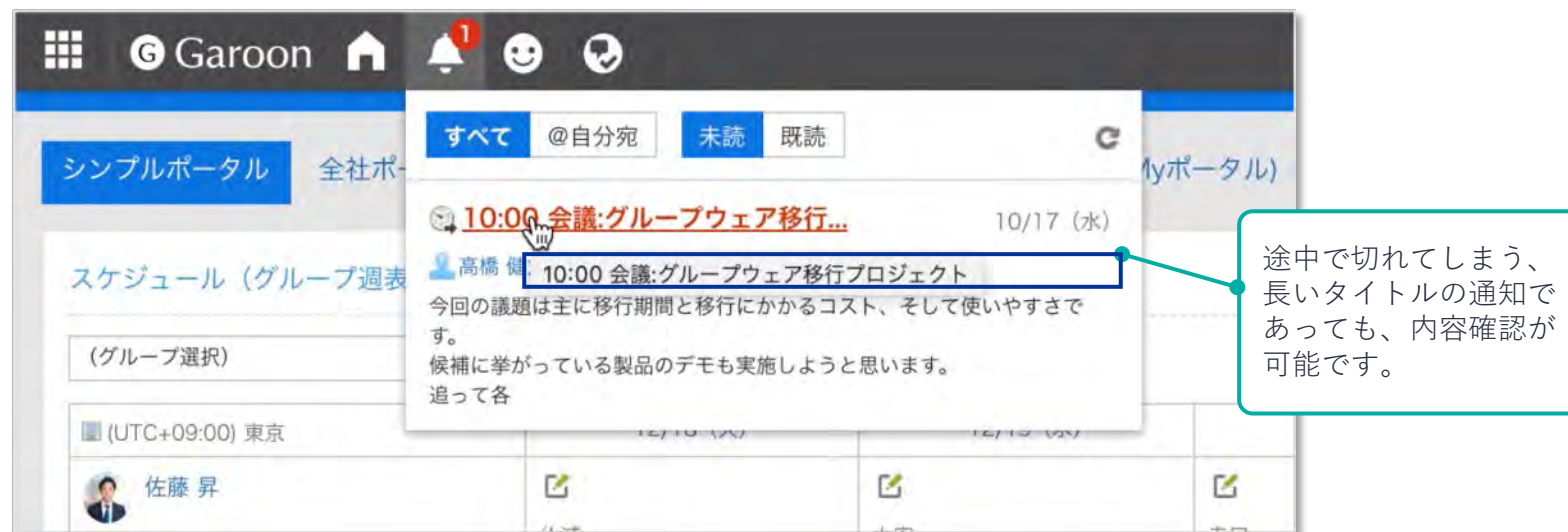 Garoon
1
すべて @自分宛 未読 既読
シンプルポータル 全社ポー Myポータル)
10:00 会議:グループウェア移行... 10/17（水）
高橋 健
10:00 会議:グループウェア移行プロジェクト
今回の議題は主に移行期間と移行にかかるコスト、そして使いやすさで
す。
候補に挙がっている製品のデモも実施しようと思います。
追って各
スケジュール（グループ週表
(グループ選択)
(UTC+09:00) 東京
佐藤 昇
途中で切れてしまう、
長いタイトルの通知で
あっても、内容確認が
可能です。